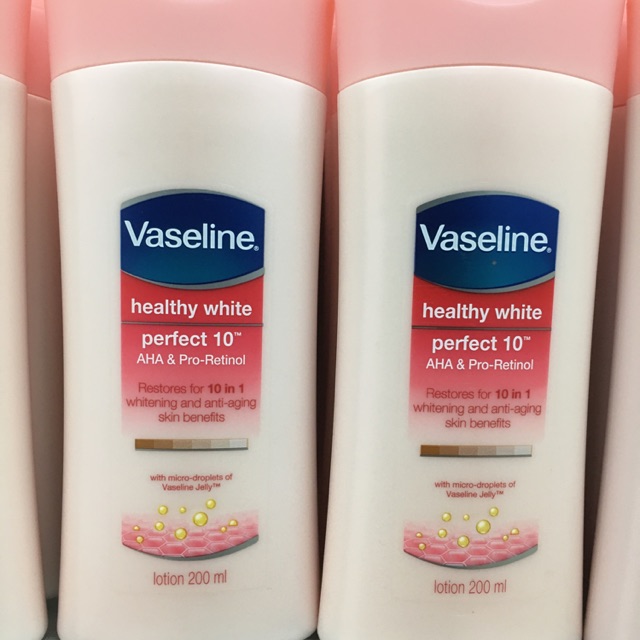 Vaseline®
healthy white
perfect 10™
AHA & Pro-Retinol
Restores for 10 in 1
whitening and anti-aging
skin benefits
with micro-droplets of
Vaseline Jelly™
lotion 200 ml
Vaseline®
healthy white
perfect 10™
AHA & Pro-Retinol
Restores for 10 in 1
whitening and anti-aging
skin benefits
with micro-droplets of
Vaseline Jelly™
lotion 200 ml